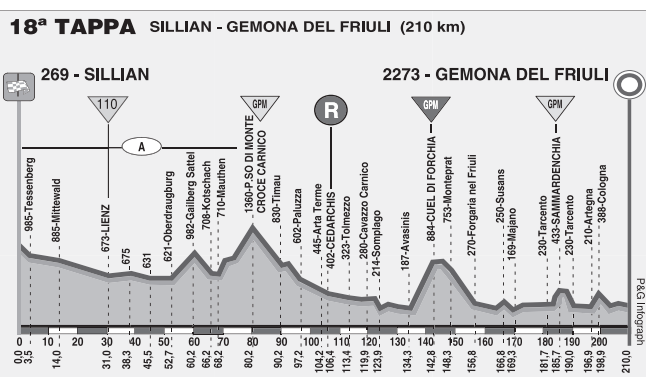 18ª TAPPA SILLIAN - GEMONA DEL FRIULI (210 km)
269 - SILLIAN
2273 - GEMONA DEL FRIULI
110
GPM
R
GPM
GPM
A
985-Tessenberg
885-Mittewald
673-LIENZ
675
631
621-Oberdraugburg
982-Gailberg Sattel
708-Kotschach
710-Mauthen
1360-P.SO DI MONTE
CROCE CARNICO
830-Timau
602-Paluzza
445-Arta Terme
402-CEDARCHIS
323-Tolmezzo
280-Cavazzo Carnico
214-Somplago
187-Avasinis
884-CUEL DI FORCHIA
753-Monteprat
270-Forgaria nel Friuli
250-Susans
169-Majano
230-Tarcento
433-SAMMARDENCHIA
230-Tarcento
210-Artegna
388-Cologna
P&G Infograph
0 10 20 30 40 50 60 70 80 90 100 110 120 130 140 150 160 170 180 190 200
0,0 3,5 14,0 31,0 38,3 45,5 52,7 60,2 66,2 68,2 80,2 90,2 97,2 104,2 106,4 113,4 119,9 123,9 134,3 142,8 148,3 156,8 166,8 169,3 181,7 185,7 190,0 196,9 198,9 210,0